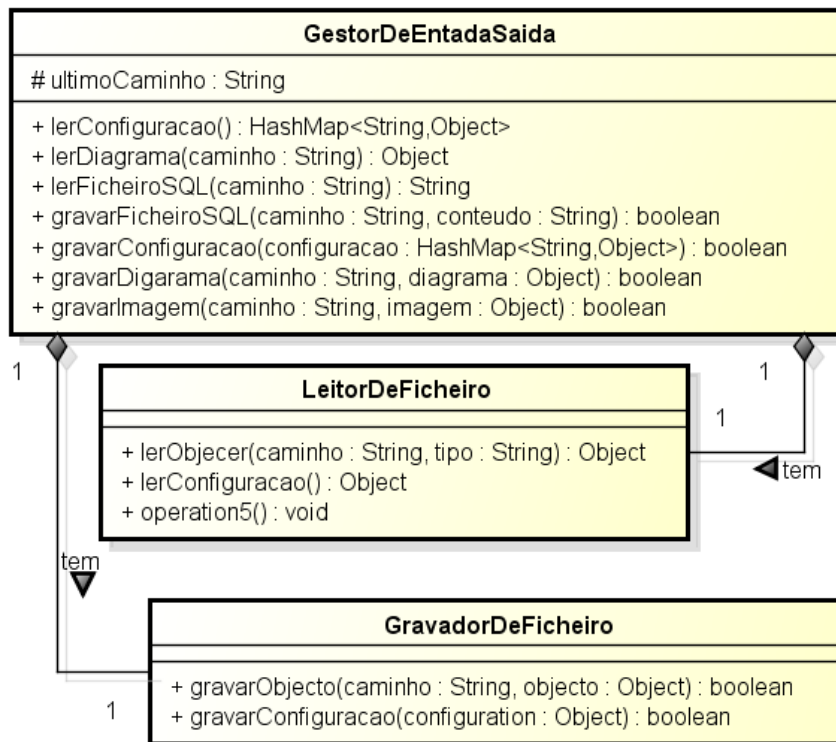 GestorDeEntadaSaida
# ultimoCaminho : String
+ lerConfiguracao() : HashMap<String,Object>
+ lerDiagrama(caminho : String) : Object
+ lerFicheiroSQL(caminho : String) : String
+ gravarFicheiroSQL(caminho : String, conteudo : String) : boolean
+ gravarConfiguracao(configuracao : HashMap<String,Object>) : boolean
+ gravarDigarama(caminho : String, diagrama : Object) : boolean
+ gravarImagem(caminho : String, imagem : Object) : boolean
1
1
LeitorDeFicheiro
1
+ lerObjecer(caminho : String, tipo : String) : Object
+ lerConfiguracao() : Object
+ operation5() : void
tem
tem
GravadorDeFicheiro
+ gravarObjecto(caminho : String, objecto : Object) : boolean
+ gravarConfiguracao(configuration : Object) : boolean
1